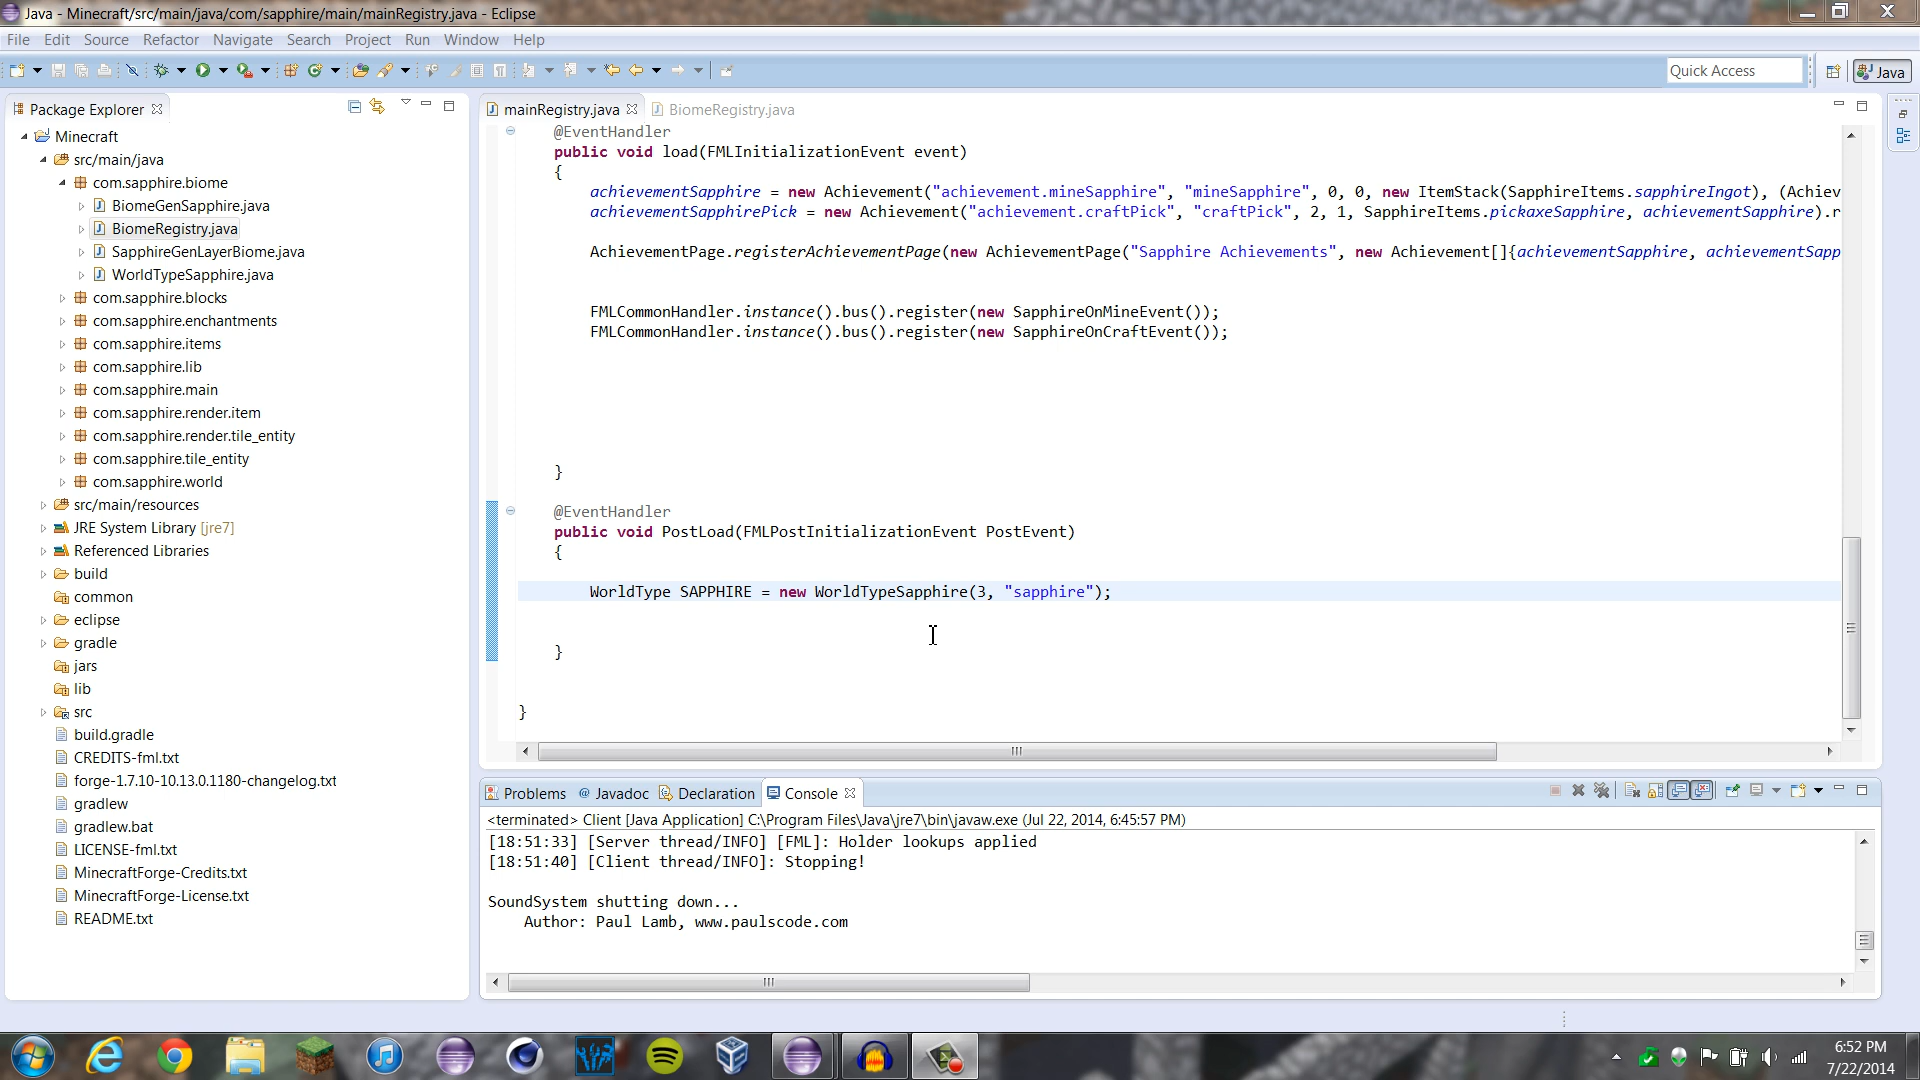 Java - Minecraft/src/main/java/com/sapphire/main/mainRegistry.java - Eclipse
File Edit Source Refactor Navigate Search Project Run Window Help
Quick Access
Java
Package Explorer
mainRegistry.java
BiomeRegistry.java
Minecraft
src/main/java
com.sapphire.biome
BiomeGenSapphire.java
BiomeRegistry.java
SapphireGenLayerBiome.java
WorldTypeSapphire.java
com.sapphire.blocks
com.sapphire.enchantments
com.sapphire.items
com.sapphire.lib
com.sapphire.main
com.sapphire.render.item
com.sapphire.render.tile_entity
com.sapphire.tile_entity
com.sapphire.world
src/main/resources
JRE System Library [jre7]
Referenced Libraries
build
common
eclipse
gradle
jars
lib
src
build.gradle
CREDITS-fml.txt
forge-1.7.10-10.13.0.1180-changelog.txt
gradlew
gradlew.bat
LICENSE-fml.txt
MinecraftForge-Credits.txt
MinecraftForge-License.txt
README.txt
@EventHandler
public void load(FMLInitializationEvent event)
{
achievementSapphire = new Achievement("achievement.mineSapphire", "mineSapphire", 0, 0, new ItemStack(SapphireItems.sapphireIngot), (Achiev
achievementSapphirePick = new Achievement("achievement.craftPick", "craftPick", 2, 1, SapphireItems.pickaxeSapphire, achievementSapphire).r
AchievementPage.registerAchievementPage(new AchievementPage("Sapphire Achievements", new Achievement[]{achievementSapphire, achievementSapp
FMLCommonHandler.instance().bus().register(new SapphireOnMineEvent());
FMLCommonHandler.instance().bus().register(new SapphireOnCraftEvent());
}
@EventHandler
public void PostLoad(FMLPostInitializationEvent PostEvent)
{
WorldType SAPPHIRE = new WorldTypeSapphire(3, "sapphire");
}
}
Problems @ Javadoc Declaration Console
<terminated> Client [Java Application] C:\Program Files\Java\jre7\bin\javaw.exe (Jul 22, 2014, 6:45:57 PM)
[18:51:33] [Server thread/INFO] [FML]: Holder lookups applied
[18:51:40] [Client thread/INFO]: Stopping!
SoundSystem shutting down...
Author: Paul Lamb, www.paulscode.com
6:52 PM
7/22/2014